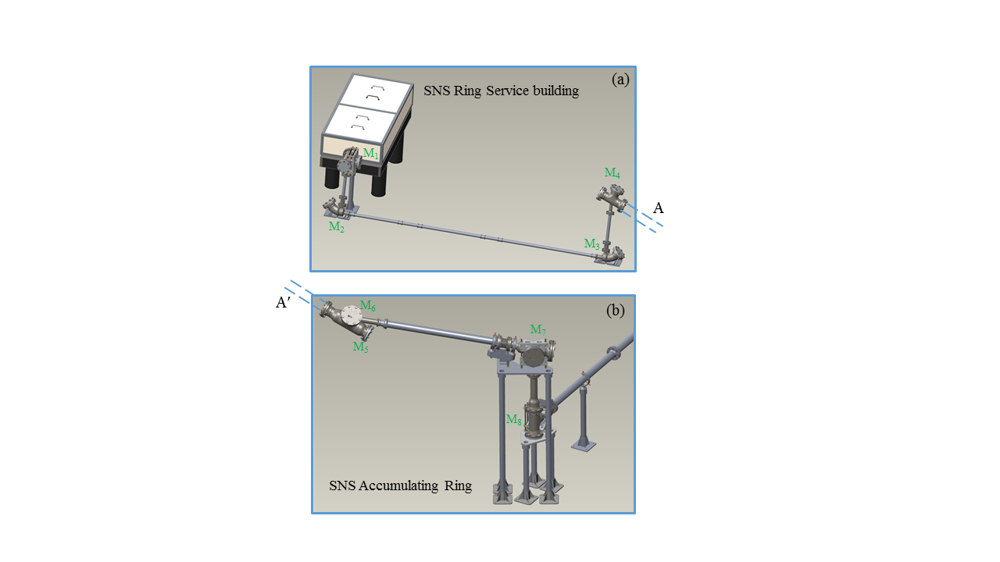 (a)
SNS Ring Service building
M1
M4
A
M2
M3
A′
M6
(b)
M5
M7
M8
SNS Accumulating Ring